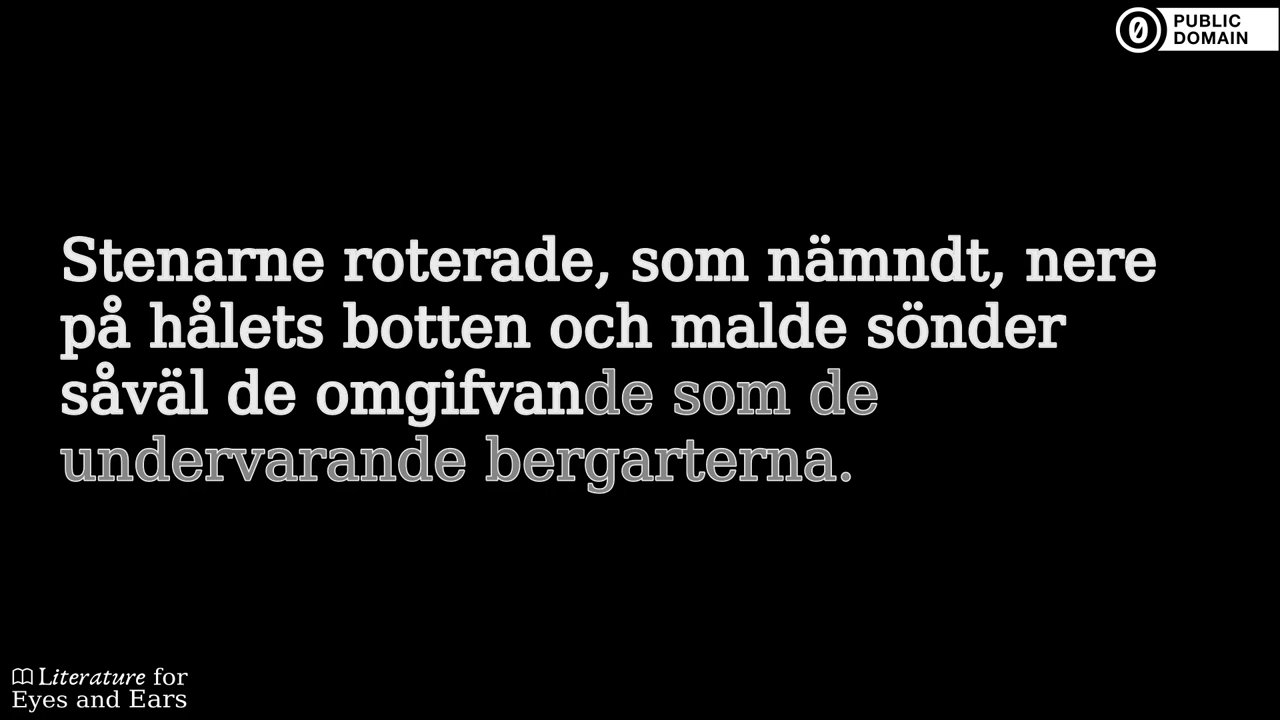 PUBLIC
DOMAIN
Stenarne roterade, som nämndt, nere
på hålets botten och malde sönder
såväl de omgifvande som de
undervarande bergarterna.
Literature for
Eyes and Ears